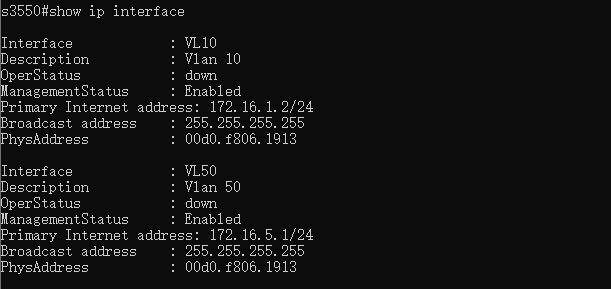 s3550#show ip interface
Interface : VL10
Description : Vlan 10
OperStatus : down
ManagementStatus : Enabled
Primary Internet address: 172.16.1.2/24
Broadcast address : 255.255.255.255
PhysAddress : 00d0.f806.1913
Interface : VL50
Description : Vlan 50
OperStatus : down
ManagementStatus : Enabled
Primary Internet address: 172.16.5.1/24
Broadcast address : 255.255.255.255
PhysAddress : 00d0.f806.1913